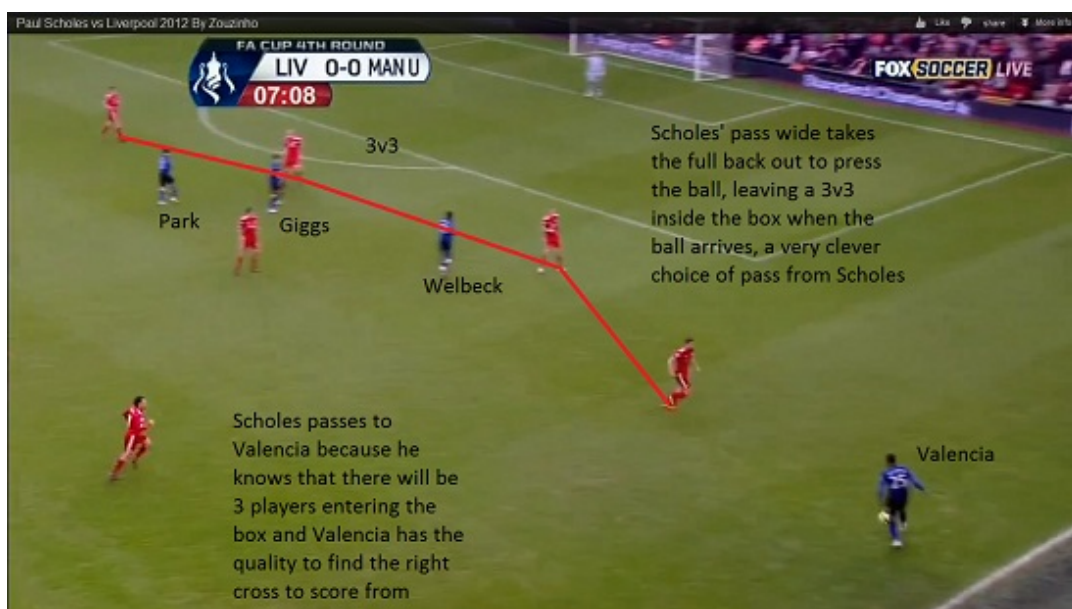 Paul Scholes vs Liverpool 2012 By Zouzinho
Like share More info
FA CUP 4TH ROUND
LIV 0-0 MAN U
07:08
FOX SOCCER LIVE
3v3
Park
Giggs
Welbeck
Scholes' pass wide takes
the full back out to press
the ball, leaving a 3v3
inside the box when the
ball arrives, a very clever
choice of pass from Scholes
Scholes passes to
Valencia because he
knows that there will be
3 players entering the
box and Valencia has the
quality to find the right
cross to score from
Valencia
25